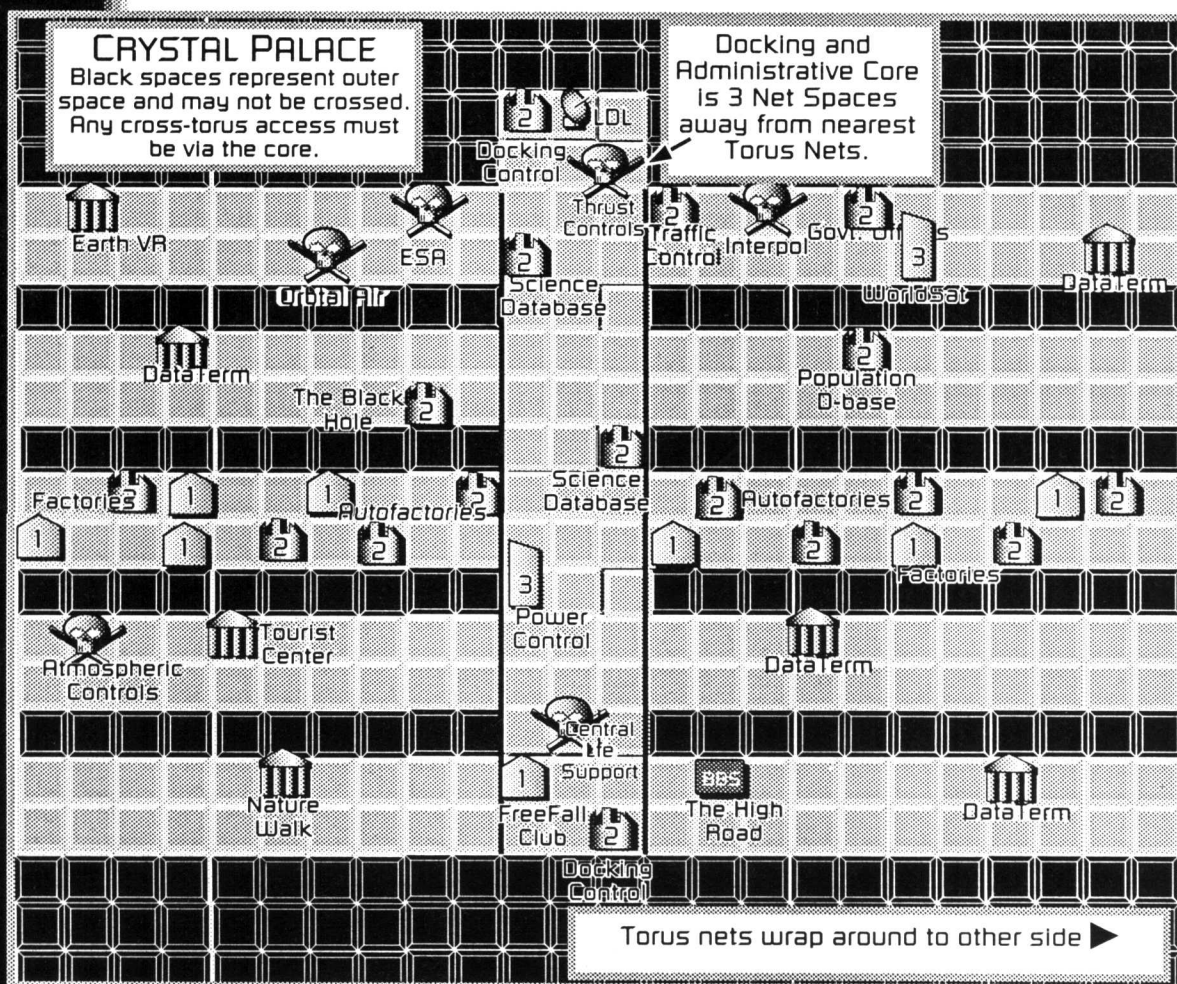 CRYSTAL PALACE
Black spaces represent outer
space and may not be crossed.
Any cross-torus access must
be via the core.
Docking and
Administrative Core
is 3 Net Spaces
away from nearest
Torus Nets.
2
LDL
Docking
Control
Thrust
Controls
Earth VR
ESA
Orbital Air
2
Science
Database
2
Traffic
Control
Interpol
2
Govt.
3
WorldSat
DataTerm
DataTerm
The Black
Hole
2
2
Population
D-base
2
Science
Database
Factories
2
1
1
Autofactories
2
1
1
2
2
2
Autofactories
2
1
2
1
2
1
Factories
2
3
Power
Control
Atmospheric
Controls
Tourist
Center
DataTerm
Central
Support
Nature
Walk
1
FreeFall
Club
2
Docking
Control
BBS
The High
Road
DataTerm
Torus nets wrap around to other side ▶